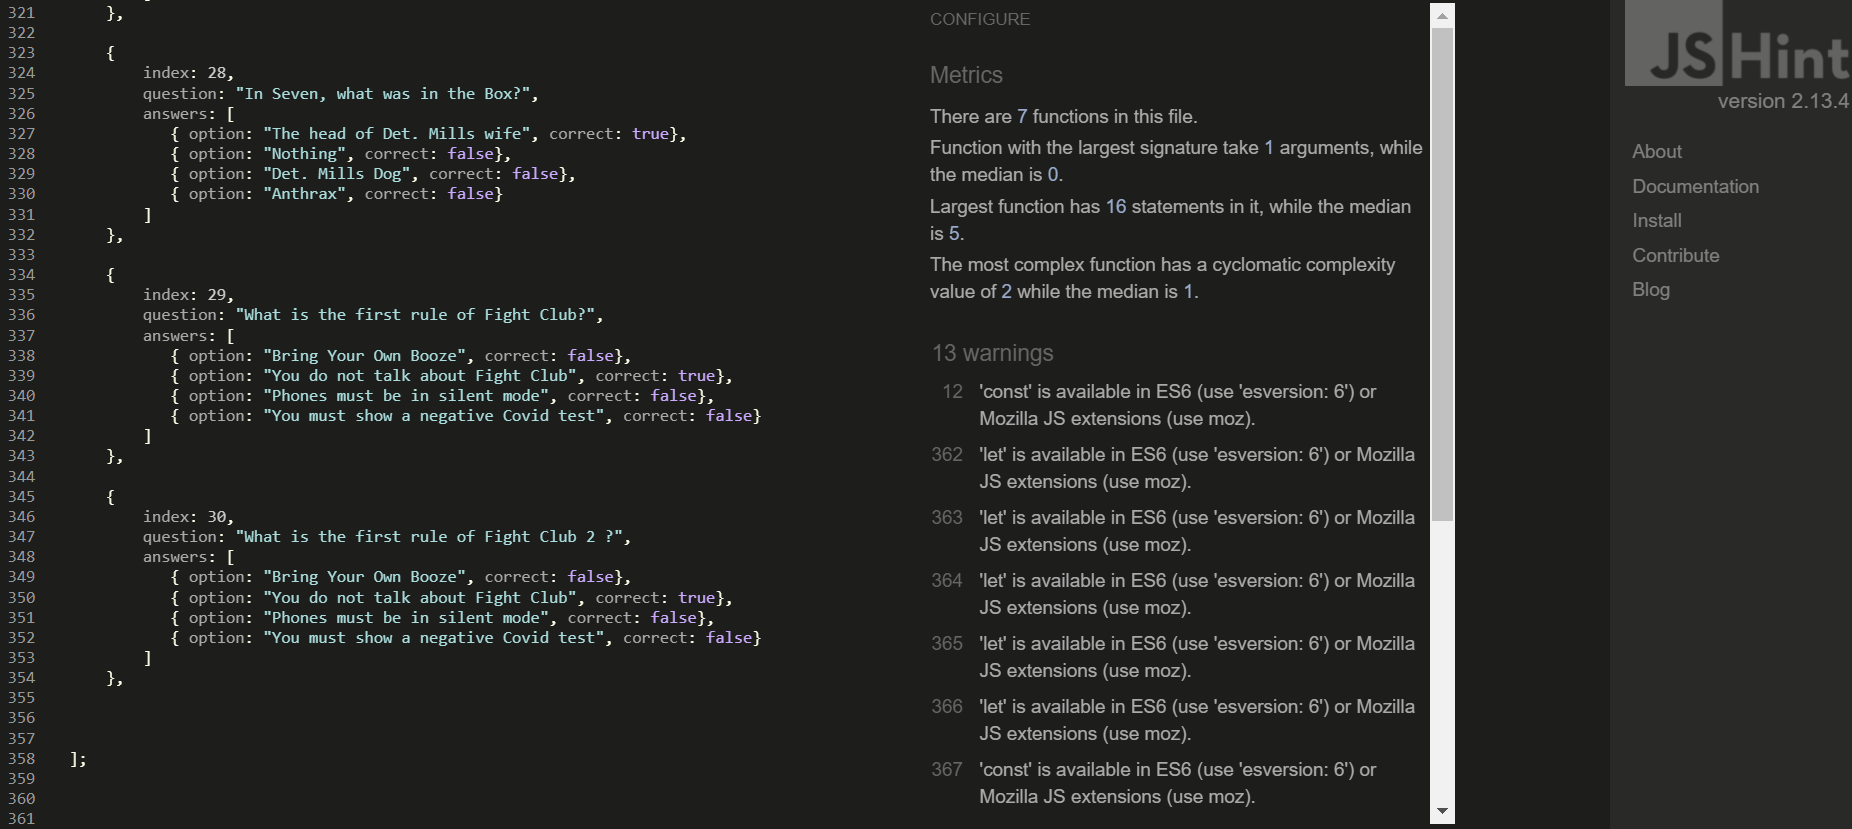 321 },
322
323 {
324 index: 28,
325 question: "In Seven, what was in the Box?",
326 answers: [
327 { option: "The head of Det. Mills wife", correct: true},
328 { option: "Nothing", correct: false},
329 { option: "Det. Mills Dog", correct: false},
330 { option: "Anthrax", correct: false}
331 ]
332 },
333
334 {
335 index: 29,
336 question: "What is the first rule of Fight Club?",
337 answers: [
338 { option: "Bring Your Own Booze", correct: false},
339 { option: "You do not talk about Fight Club", correct: true},
340 { option: "Phones must be in silent mode", correct: false},
341 { option: "You must show a negative Covid test", correct: false}
342 ]
343 },
344
345 {
346 index: 30,
347 question: "What is the first rule of Fight Club 2 ?",
348 answers: [
349 { option: "Bring Your Own Booze", correct: false},
350 { option: "You do not talk about Fight Club", correct: true},
351 { option: "Phones must be in silent mode", correct: false},
352 { option: "You must show a negative Covid test", correct: false}
353 ]
354 },
355
356
357
358 ];
359
360
361
CONFIGURE
Metrics
There are 7 functions in this file.
Function with the largest signature take 1 arguments, while
the median is 0.
Largest function has 16 statements in it, while the median
is 5.
The most complex function has a cyclomatic complexity
value of 2 while the median is 1.
13 warnings
12 'const' is available in ES6 (use 'esversion: 6') or
Mozilla JS extensions (use moz).
362 'let' is available in ES6 (use 'esversion: 6') or Mozilla
JS extensions (use moz).
363 'let' is available in ES6 (use 'esversion: 6') or Mozilla
JS extensions (use moz).
364 'let' is available in ES6 (use 'esversion: 6') or Mozilla
JS extensions (use moz).
365 'let' is available in ES6 (use 'esversion: 6') or Mozilla
JS extensions (use moz).
366 'let' is available in ES6 (use 'esversion: 6') or Mozilla
JS extensions (use moz).
367 'const' is available in ES6 (use 'esversion: 6') or
Mozilla JS extensions (use moz).
JSHint
version 2.13.4
About
Documentation
Install
Contribute
Blog